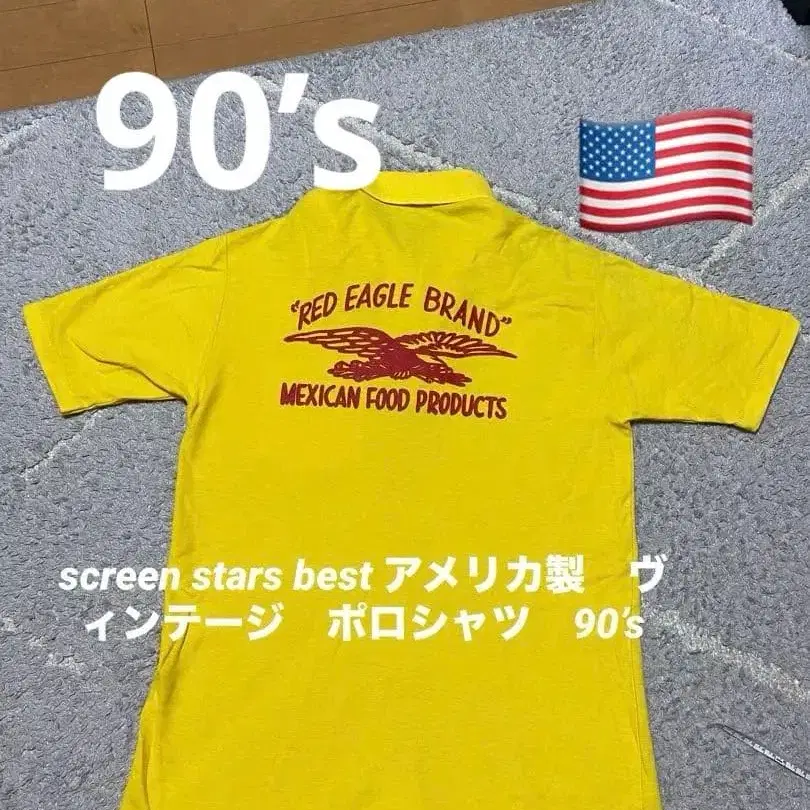 90's
"RED EAGLE BRAND"
MEXICAN FOOD PRODUCTS
screen stars best アメリカ製　ヴ
ィンテージ　ポロシャツ　90's